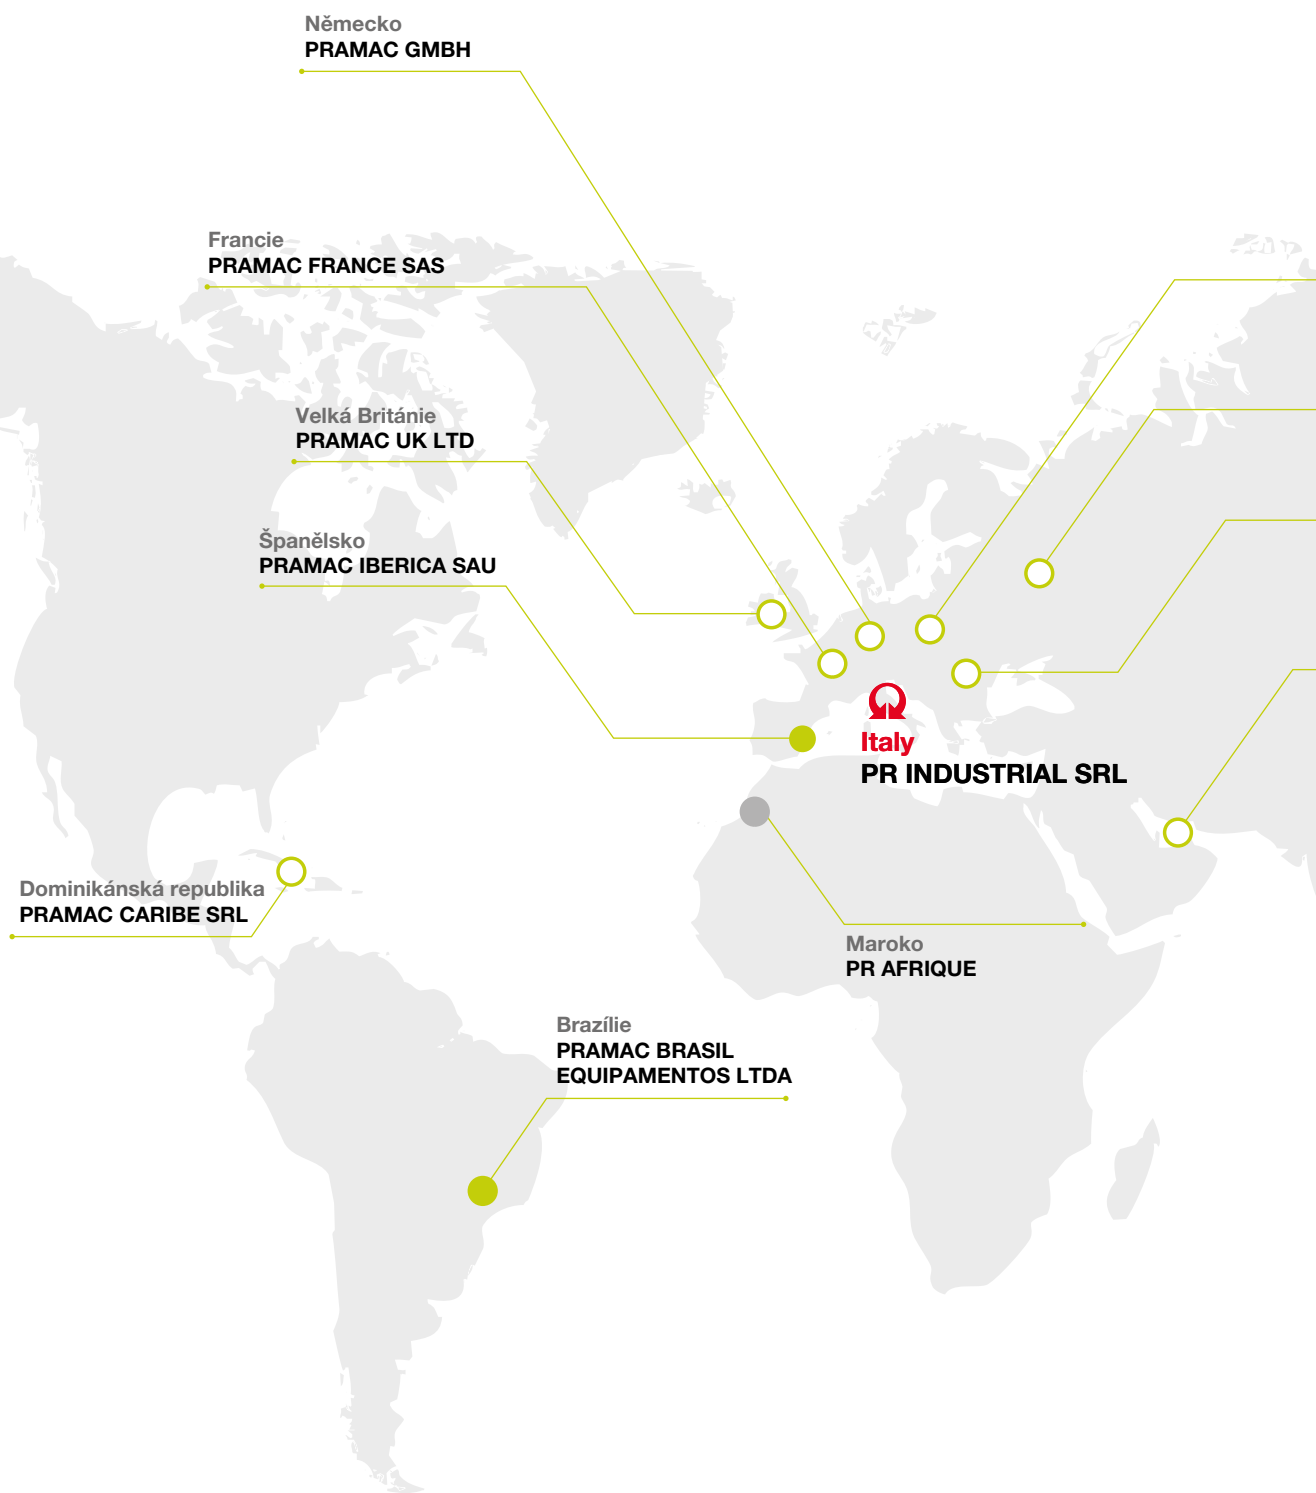 Německo
PRAMAC GMBH
Francie
PRAMAC FRANCE SAS
Velká Británie
PRAMAC UK LTD
Španělsko
PRAMAC IBERICA SAU
Italy
PR INDUSTRIAL SRL
Dominikánská republika
PRAMAC CARIBE SRL
Maroko
PR AFRIQUE
Brazílie
PRAMAC BRASIL
EQUIPAMENTOS LTDA